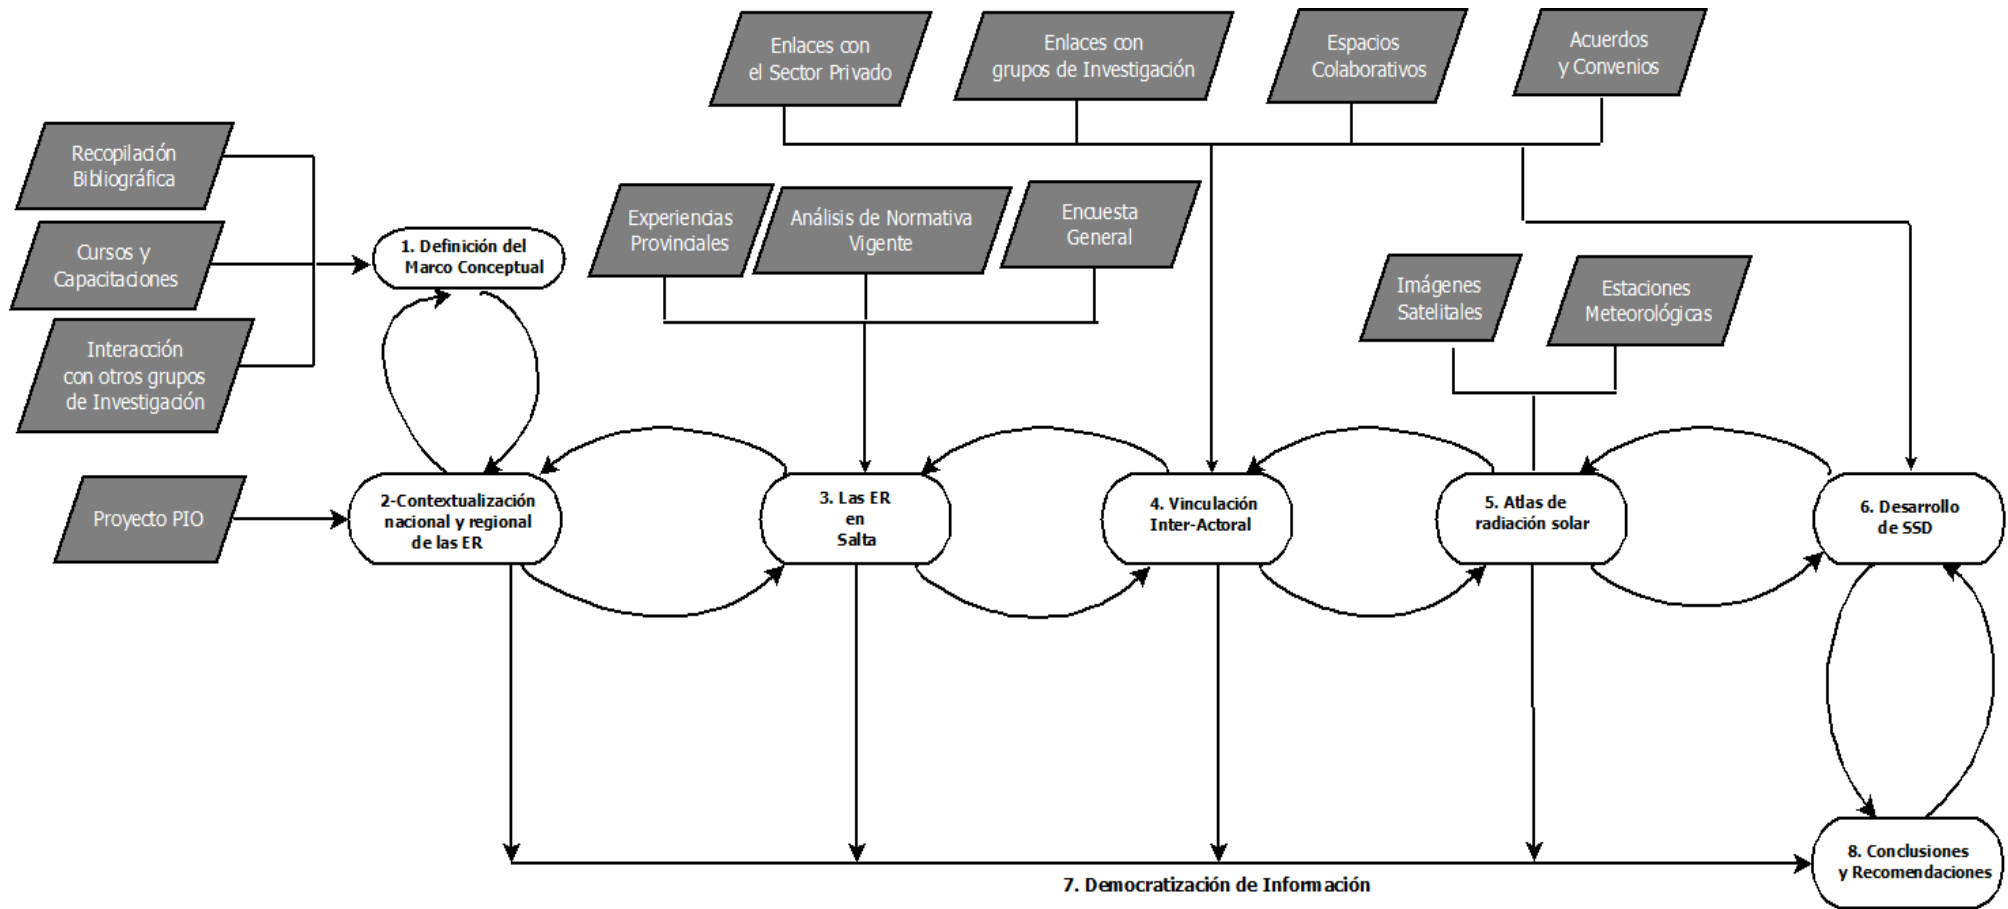 Enlaces con
el Sector Privado
Enlaces con
grupos de Investigación
Espacios
Colaborativos
Acuerdos
y Convenios
Recopilación
Bibliográfica
Cursos y
Capacitaciones
Interacción
con otros grupos
de Investigación
1. Definición del
Marco Conceptual
Experiencias
Provinciales
Análisis de Normativa
Vigente
Encuesta
General
Imágenes
Satelitales
Estaciones
Meteorológicas
Proyecto PIO
2-Contextualización
nacional y regional
de las ER
3. Las ER
en
Salta
4. Vinculación
Inter-Actoral
5. Atlas de
radiación solar
6. Desarrollo
de SSD
7. Democratización de Información
8. Conclusiones
y Recomendaciones